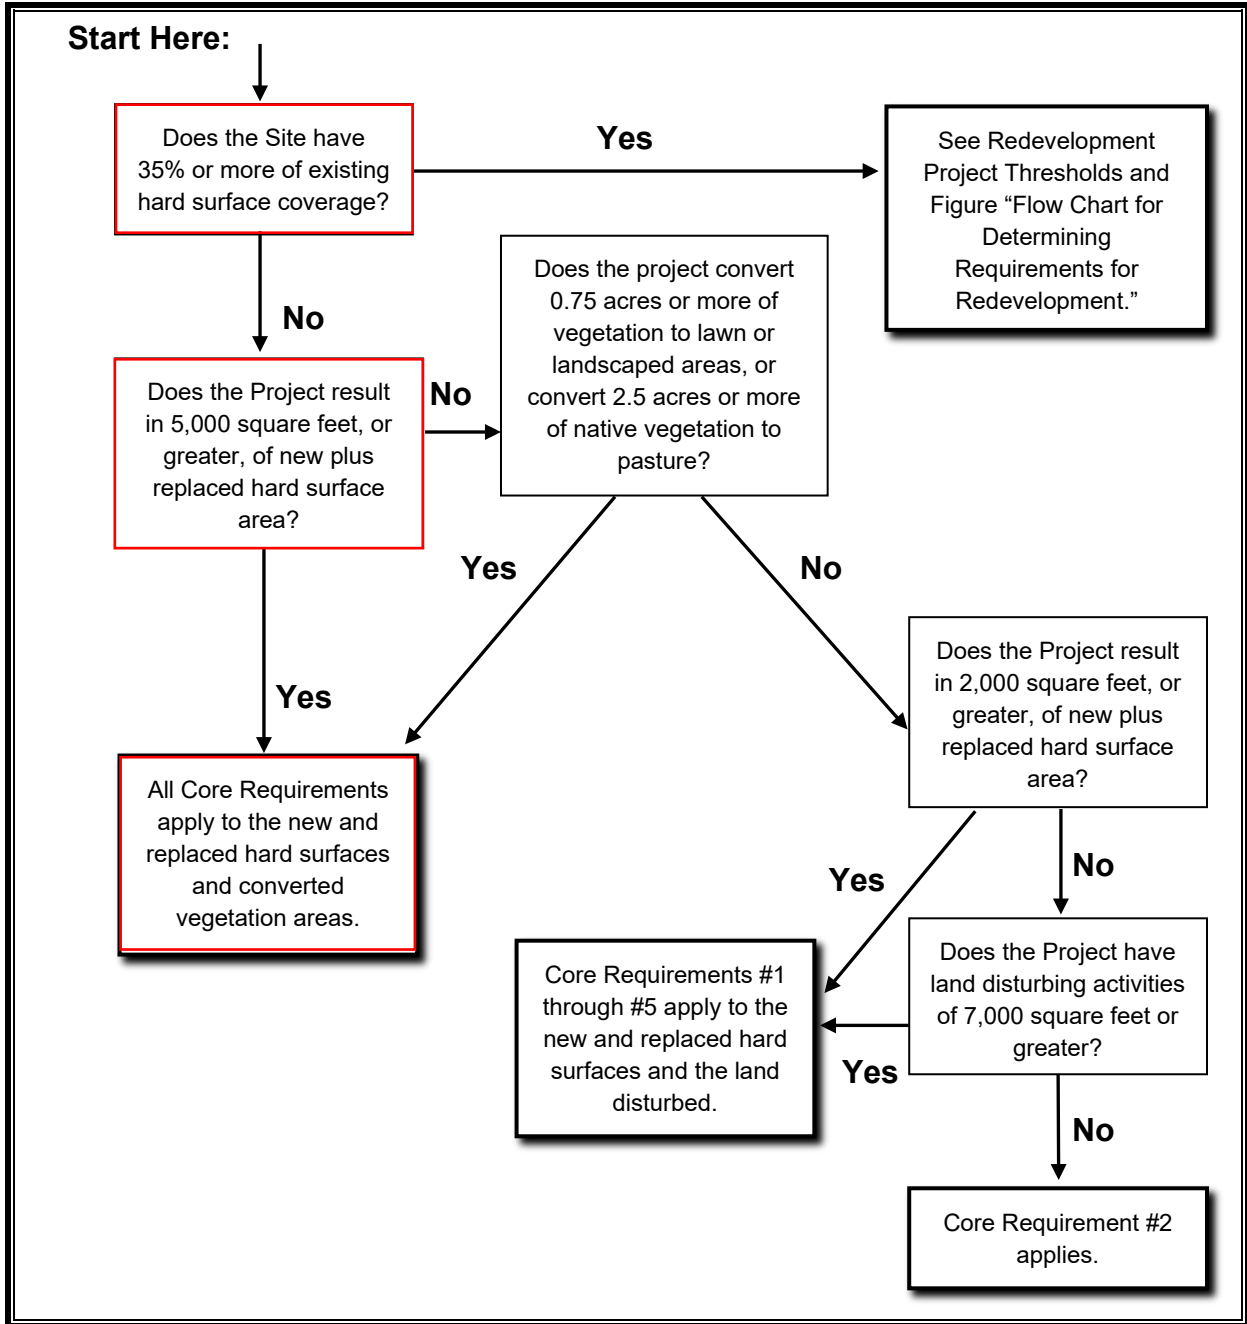 Start Here:
Does the Site have
35% or more of existing
hard surface coverage?
Yes
See Redevelopment
Project Thresholds and
Figure “Flow Chart for
Determining
Requirements for
Redevelopment.”
No
Does the project convert
0.75 acres or more of
vegetation to lawn or
landscaped areas, or
convert 2.5 acres or more
of native vegetation to
pasture?
Does the Project result
in 5,000 square feet, or
greater, of new plus
replaced hard surface
area?
No
Yes
No
Yes
Does the Project result
in 2,000 square feet, or
greater, of new plus
replaced hard surface
area?
All Core Requirements
apply to the new and
replaced hard surfaces
and converted
vegetation areas.
Yes
No
Does the Project have
land disturbing activities
of 7,000 square feet or
greater?
Core Requirements #1
through #5 apply to the
new and replaced hard
surfaces and the land
disturbed.
Yes
No
Core Requirement #2
applies.